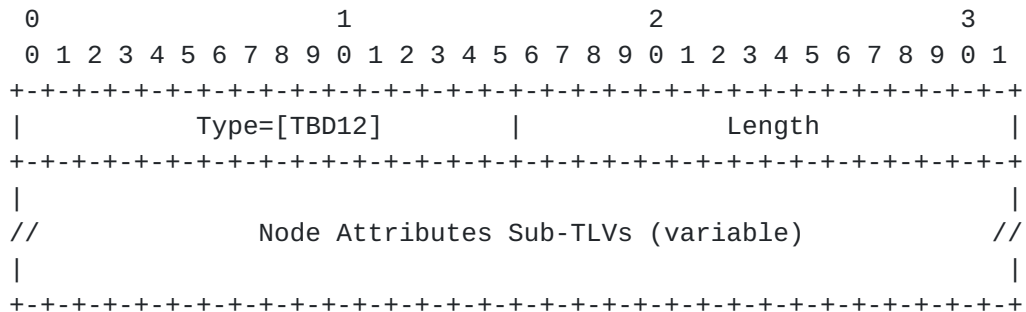 0                   1                   2                   3
 0 1 2 3 4 5 6 7 8 9 0 1 2 3 4 5 6 7 8 9 0 1 2 3 4 5 6 7 8 9 0 1
+-+-+-+-+-+-+-+-+-+-+-+-+-+-+-+-+-+-+-+-+-+-+-+-+-+-+-+-+-+-+-+-+
|           Type=[TBD12]        |             Length            |
+-+-+-+-+-+-+-+-+-+-+-+-+-+-+-+-+-+-+-+-+-+-+-+-+-+-+-+-+-+-+-+-+
|                                                               |
//              Node Attributes Sub-TLVs (variable)            //
|                                                               |
+-+-+-+-+-+-+-+-+-+-+-+-+-+-+-+-+-+-+-+-+-+-+-+-+-+-+-+-+-+-+-+-+